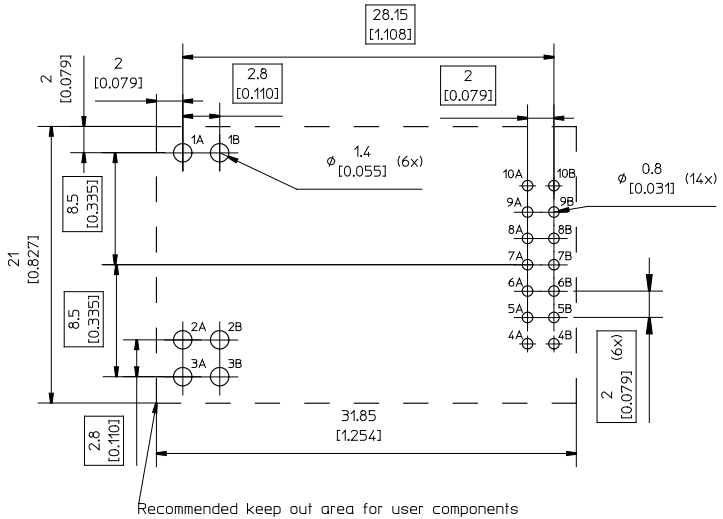 28.15
[1.108]
2
[0.079]
2
[0.079]
2.8
[0.110]
2
[0.079]
1A 1B
ø 1.4 (6x)
[0.055]
10A 10B
ø 0.8 (14x)
[0.031]
9A 9B
8.5
[0.335]
8A 8B
21
[0.827]
7A 7B
6A 6B
8.5
[0.335]
5A 5B
2A 2B
4A 4B
2 (6x)
[0.079]
3A 3B
2.8
[0.110]
31.85
[1.254]
Recommended keep out area for user components